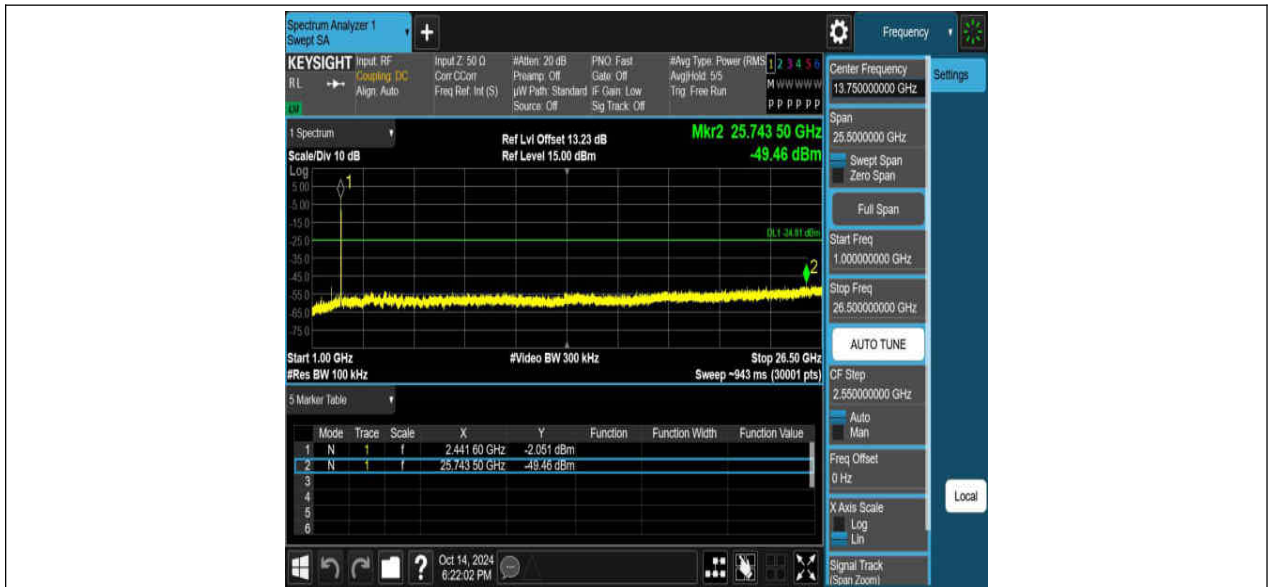 Spectrum Analyzer 1
Swept SA
+
Frequency
KEYSIGHT
RL
Input: RF
Coupling: DC
Align: Auto
Input Z: 50 Ω
Corr CCorr
Freq Ref: Int (S)
#Atten: 20 dB
Preamp: Off
µW Path: Standard
Source: Off
PNO: Fast
Gate: Off
IF Gain: Low
Sig Track: Off
#Avg Type: Power (RMS
Avg|Hold: 5/5
Trig: Free Run
1 2 3 4 5 6
M W W W W W
P P P P P P
1 Spectrum
Scale/Div 10 dB
Ref Lvl Offset 13.23 dB
Ref Level 15.00 dBm
Mkr2 25.743 50 GHz
-49.46 dBm
Log
5.00
-5.00
-15.0
-25.0
-35.0
-45.0
-55.0
-65.0
-75.0
1
2
Start 1.00 GHz
#Res BW 100 kHz
#Video BW 300 kHz
Stop 26.50 GHz
Sweep ~943 ms (30001 pts)
5 Marker Table
Mode Trace Scale X Y Function Function Width Function Value
1 N 1 f 2.441 60 GHz -2.051 dBm
2 N 1 f 25.743 50 GHz -49.46 dBm
3
4
5
6
?
Oct 14, 2024
6:22:02 PM
Center Frequency
13.750000000 GHz
Settings
Span
25.5000000 GHz
Swept Span
Zero Span
Full Span
Start Freq
1.000000000 GHz
Stop Freq
26.500000000 GHz
AUTO TUNE
CF Step
2.550000000 GHz
Auto
Man
Freq Offset
0 Hz
X Axis Scale
Log
Lin
Local
Signal Track
(Span Zoom)